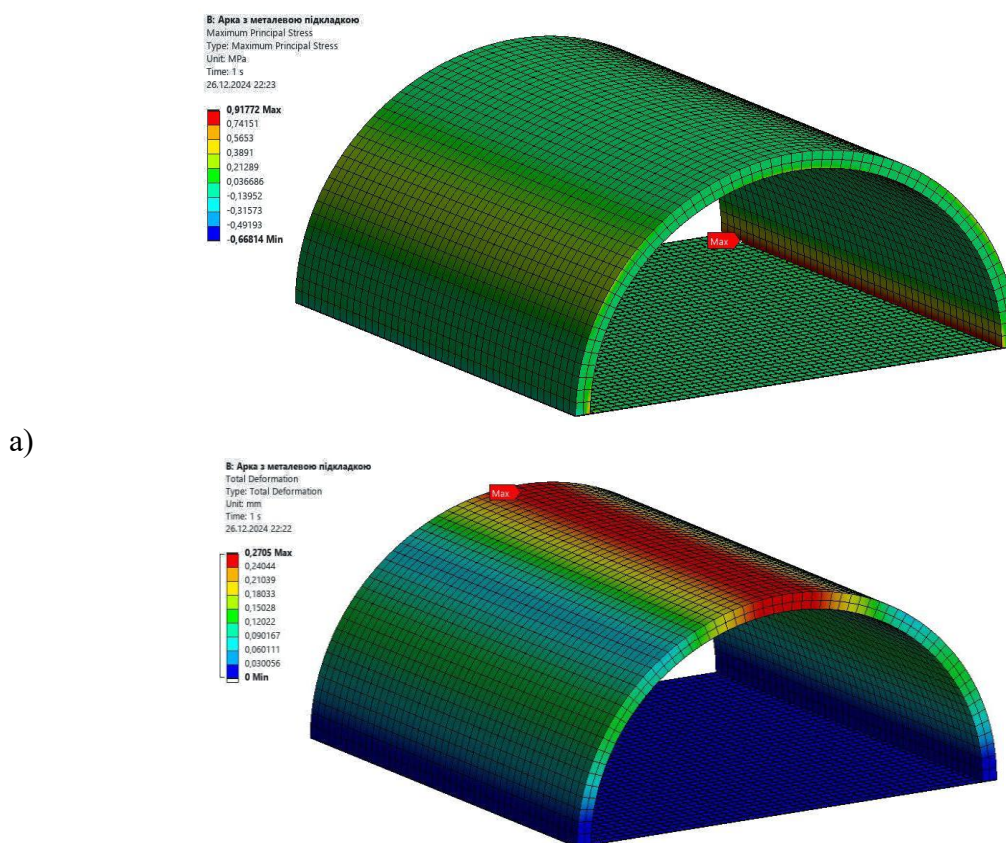 B: Арка з металевою підкладкою
Maximum Principal Stress
Type: Maximum Principal Stress
Unit: MPa
Time: 1 s
26.12.2024 22:23
0,91772 Max
0,74151
0,5653
0,3891
0,21289
0,036686
-0,13952
-0,31573
-0,49193
-0,66814 Min
Max
а)
B: Арка з металевою підкладкою
Total Deformation
Type: Total Deformation
Unit: mm
Time: 1 s
26.12.2024 22:22
Max
0,2705 Max
0,24044
0,21039
0,18033
0,15028
0,12022
0,090167
0,060111
0,030056
0 Min